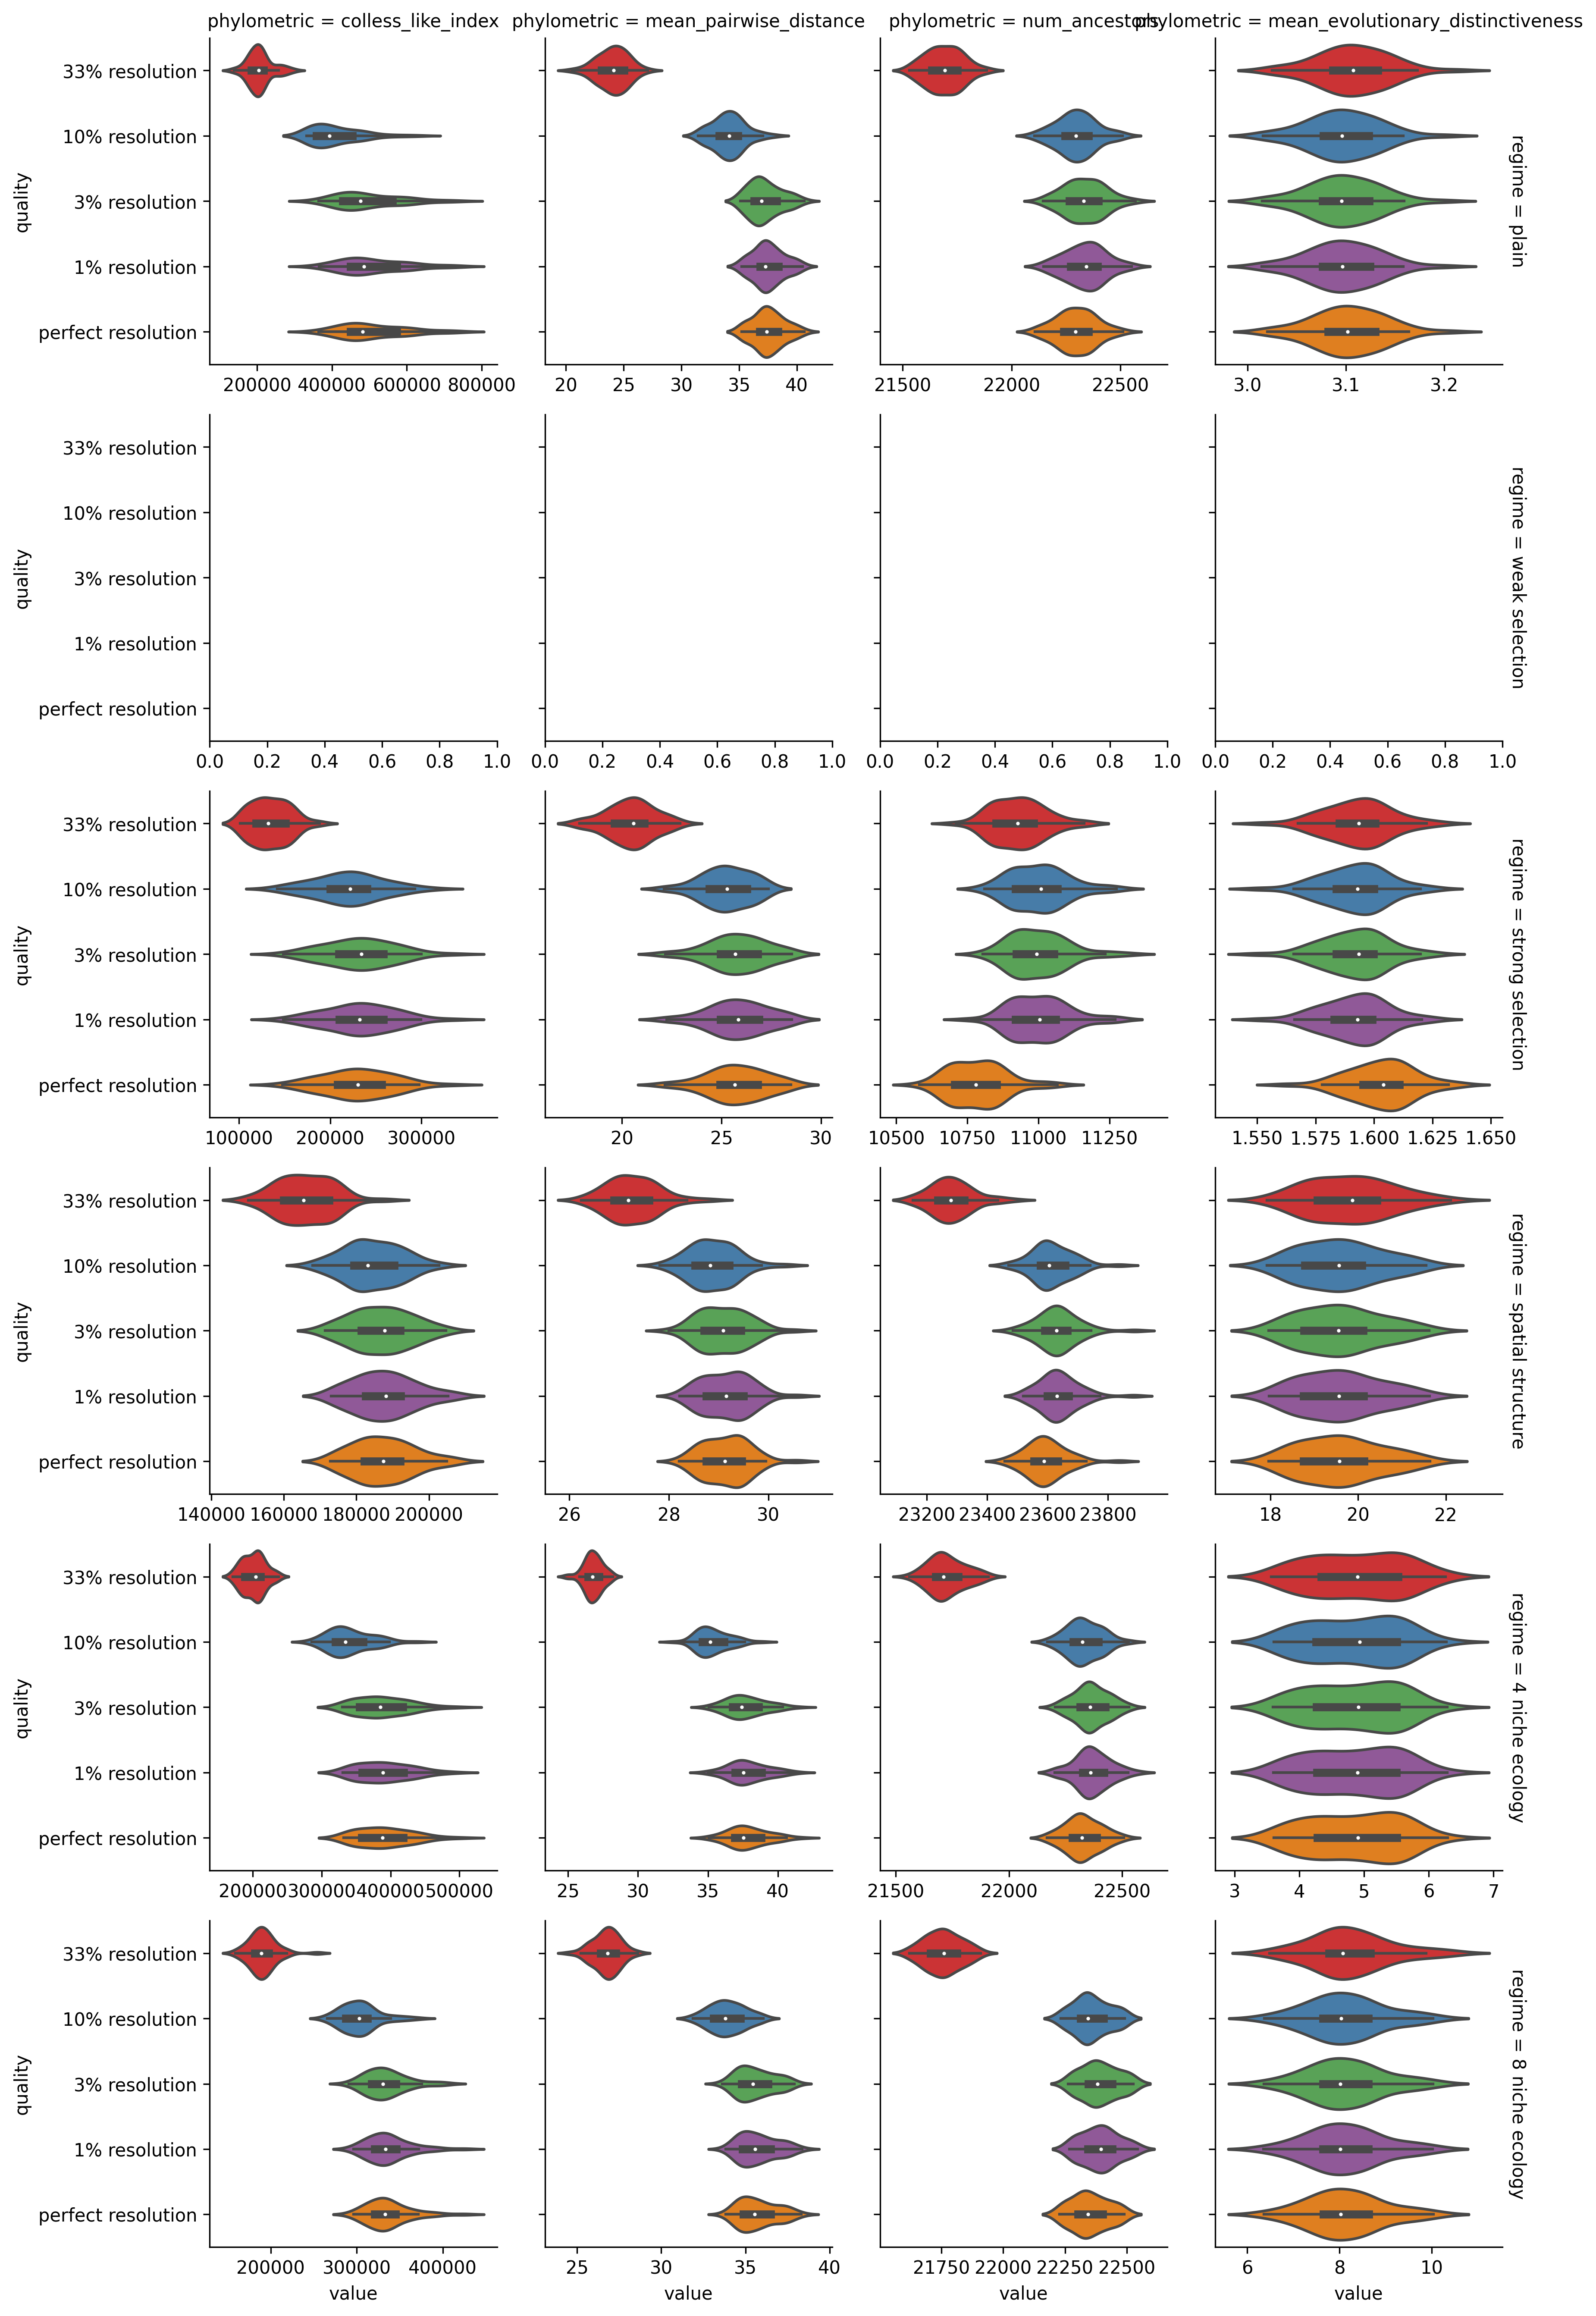 phylometric = colless_like_index phylometric = mean_pairwise_distance phylometric = num_ancestors phylometric = mean_evolutionary_distinctiveness
33% resolution
10% resolution
3% resolution
1% resolution
perfect resolution
quality
regime = plain
200000 400000 600000 800000 20 25 30 35 40 21500 22000 22500 3.0 3.1 3.2
33% resolution
10% resolution
3% resolution
1% resolution
perfect resolution
quality
regime = weak selection
0.0 0.2 0.4 0.6 0.8 1.0 0.0 0.2 0.4 0.6 0.8 1.0 0.0 0.2 0.4 0.6 0.8 1.0 0.0 0.2 0.4 0.6 0.8 1.0
33% resolution
10% resolution
3% resolution
1% resolution
perfect resolution
quality
regime = strong selection
100000 200000 300000 20 25 30 10500 10750 11000 11250 1.550 1.575 1.600 1.625 1.650
33% resolution
10% resolution
3% resolution
1% resolution
perfect resolution
quality
regime = spatial structure
140000 160000 180000 200000 26 28 30 23200 23400 23600 23800 18 20 22
33% resolution
10% resolution
3% resolution
1% resolution
perfect resolution
quality
regime = 4 niche ecology
200000 300000 400000 500000 25 30 35 40 21500 22000 22500 3 4 5 6 7
33% resolution
10% resolution
3% resolution
1% resolution
perfect resolution
quality
regime = 8 niche ecology
200000 300000 400000 25 30 35 40 21750 22000 22250 22500 6 8 10
value value value value